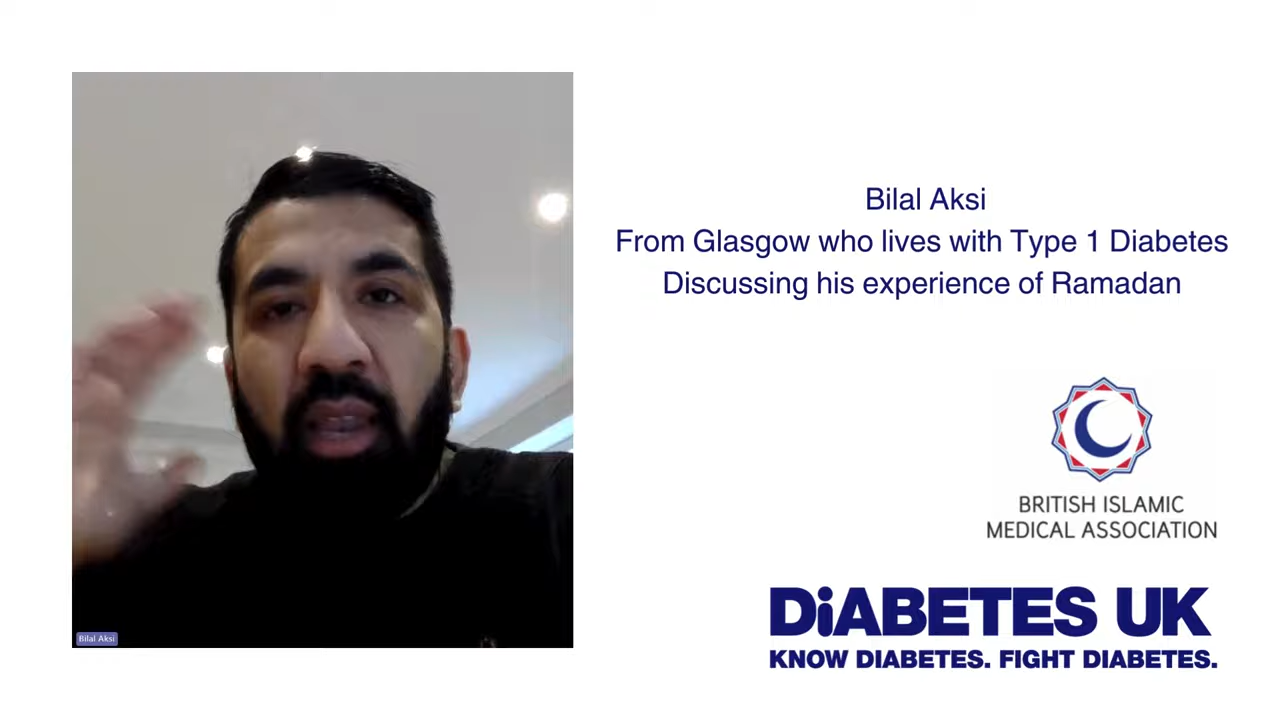 Bilal Aksi
From Glasgow who lives with Type 1 Diabetes
Discussing his experience of Ramadan
BRITISH ISLAMIC
MEDICAL ASSOCIATION
DiABETES UK
KNOW DIABETES. FIGHT DIABETES.
Bilal Aksi